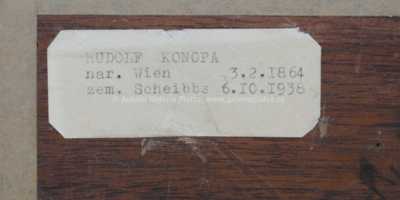 RUDOLF KONOPA
nar. Wien 3.2.1864
zem. Scheibbs 6.10.1938